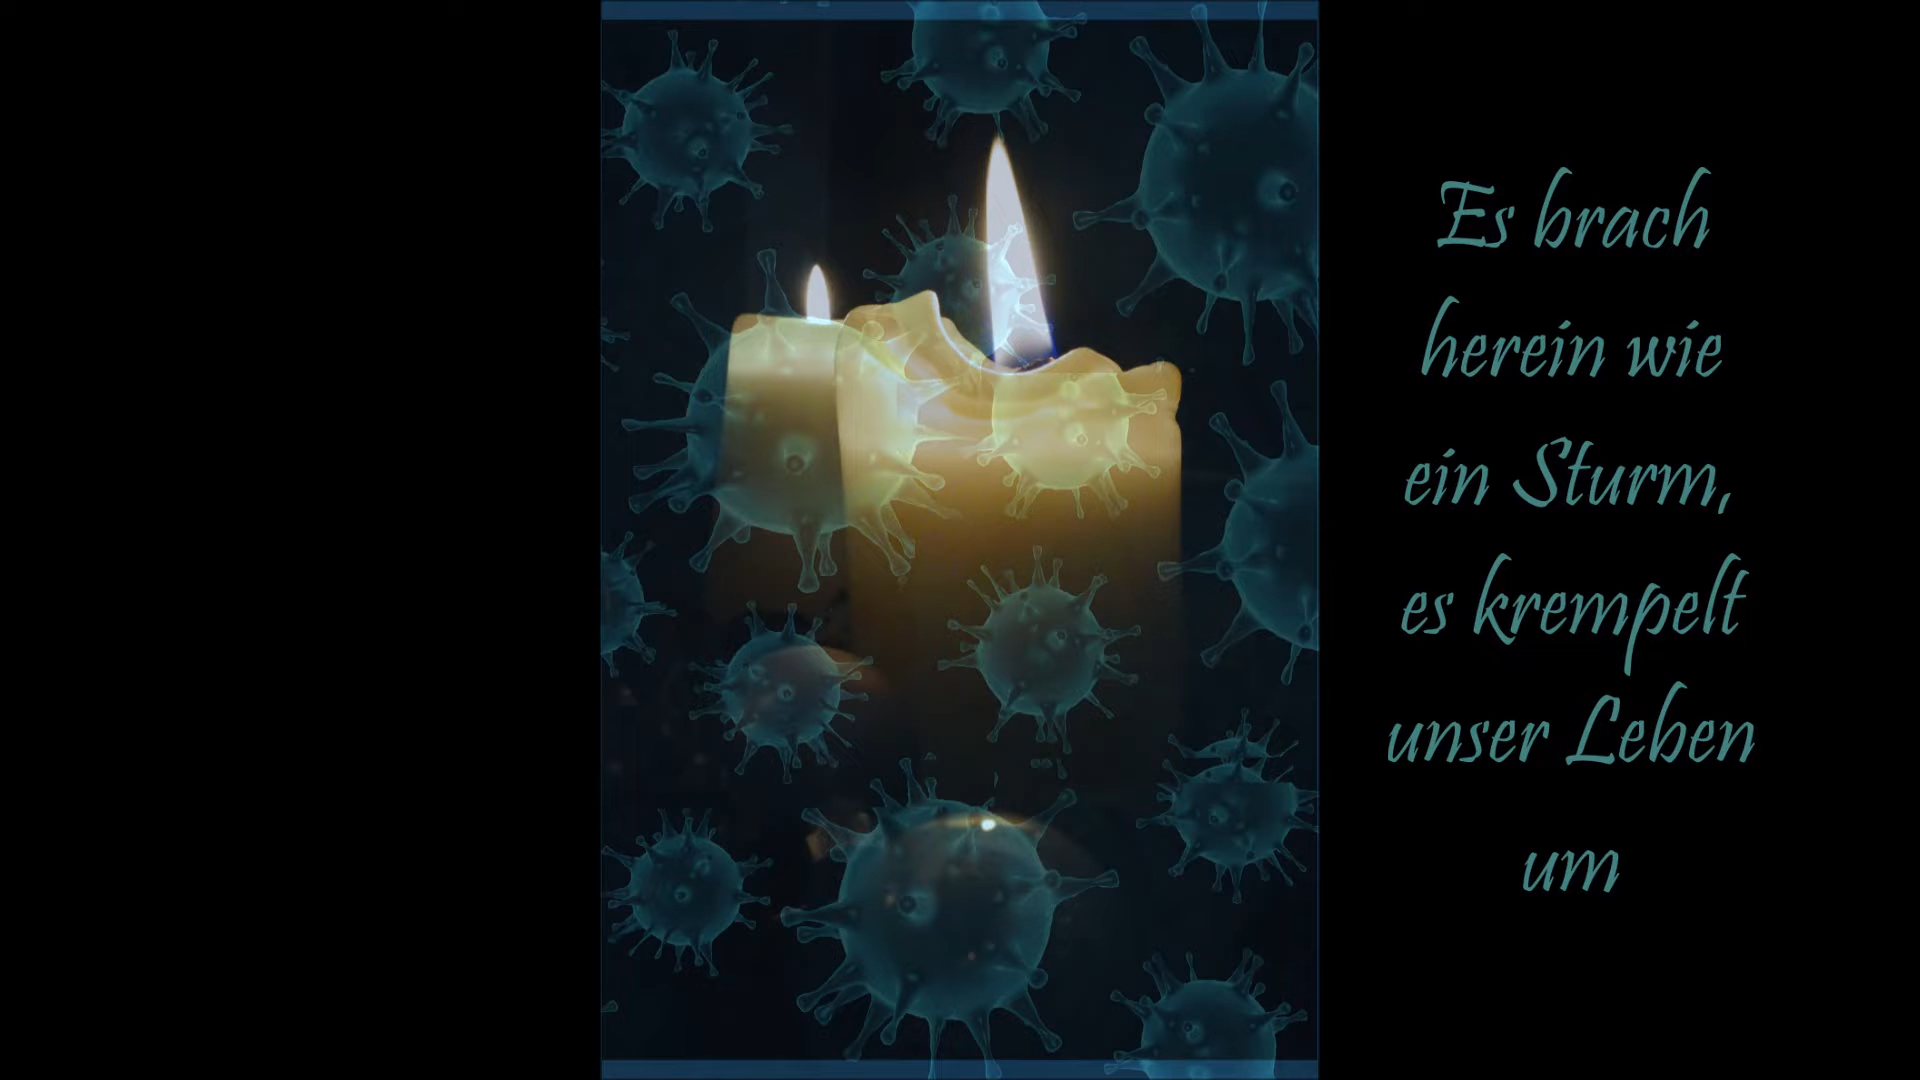 Es brach
herein wie
ein Sturm,
es krempelt
unser Leben
um